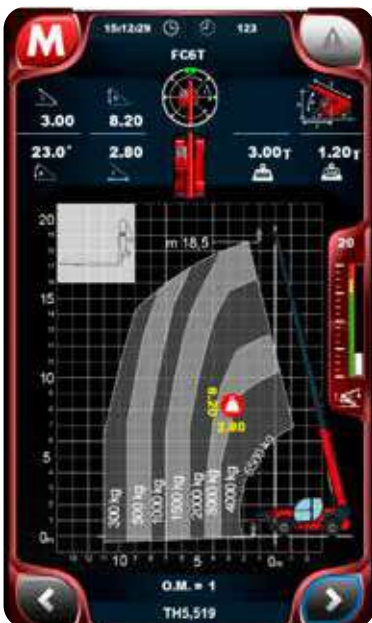 M 15:12:29 123
FC6T
3.00 8.20
23.0° 2.80 3.00T 1.20T
20
m 18,5
20
15
10
8.20
2.80
5
300 kg
500 kg
1000 kg
1500 kg
2000 kg
3000 kg
4000 kg
0m
10 5 0m
O.M. = 1
TH5,519